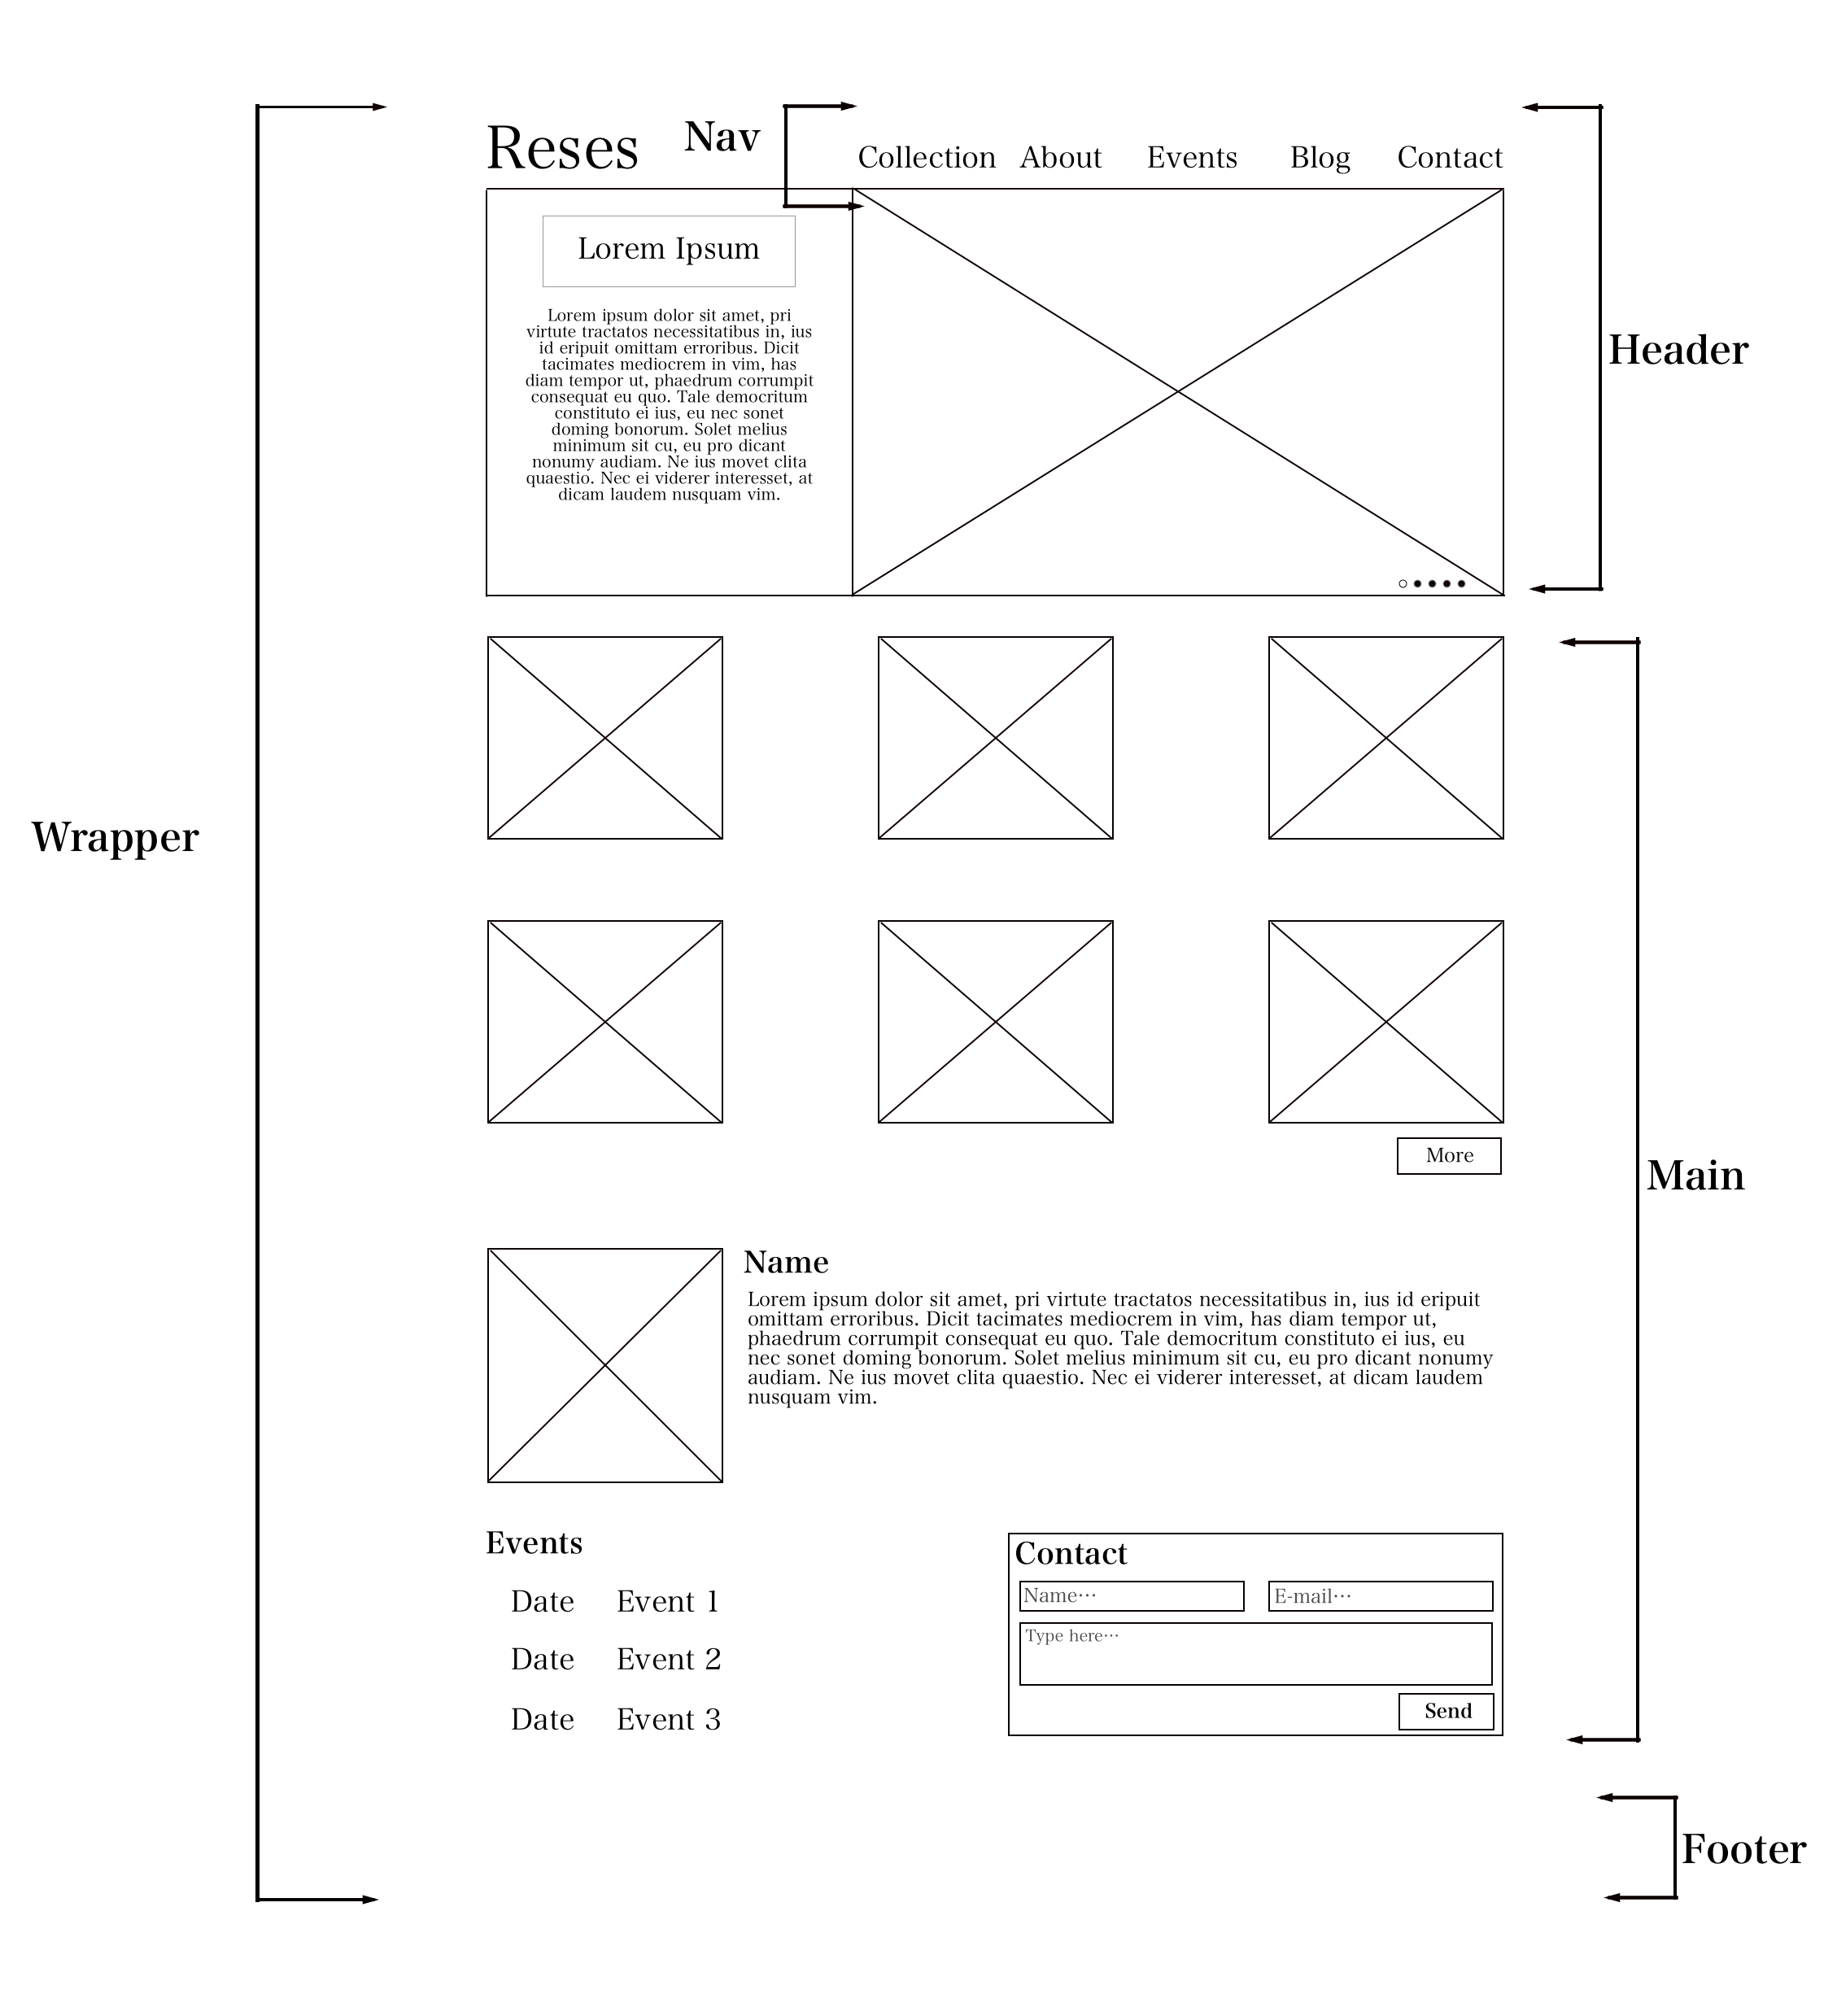 Reses
Nav
Collection About Events Blog Contact
Lorem Ipsum
Lorem ipsum dolor sit amet, pri
virtute tractatos necessitatibus in, ius
id eripuit omittam erroribus. Dicit
tacimates mediocrem in vim, has
diam tempor ut, phaedrum corrumpit
consequat eu quo. Tale democritum
constituto ei ius, eu nec sonet
doming bonorum. Solet melius
minimum sit cu, eu pro dicant
nonumy audiam. Ne ius movet clita
quaestio. Nec ei viderer interesset, at
dicam laudem nusquam vim.
Header
Wrapper
More
Main
Name
Lorem ipsum dolor sit amet, pri virtute tractatos necessitatibus in, ius id eripuit
omittam erroribus. Dicit tacimates mediocrem in vim, has diam tempor ut,
phaedrum corrumpit consequat eu quo. Tale democritum constituto ei ius, eu
nec sonet doming bonorum. Solet melius minimum sit cu, eu pro dicant nonumy
audiam. Ne ius movet clita quaestio. Nec ei viderer interesset, at dicam laudem
nusquam vim.
Events
Date Event 1
Date Event 2
Date Event 3
Contact
Name…
E-mail…
Type here…
Send
Footer